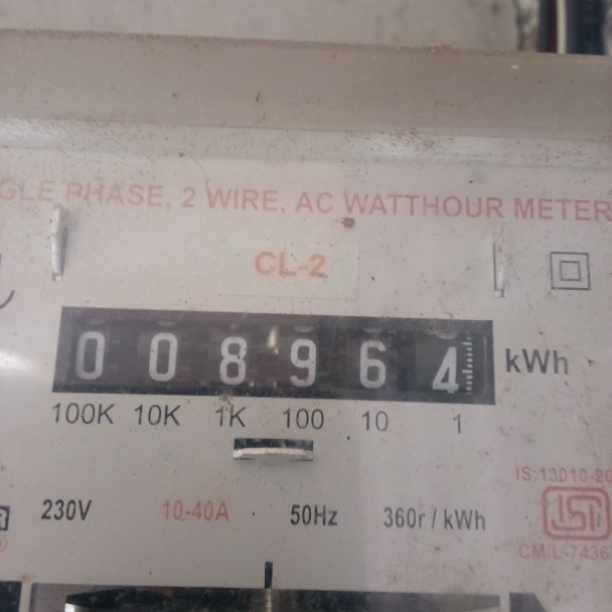 GLE PHASE, 2 WIRE, AC WATTHOUR METER
CL-2
0 0 8 9 6 4 kWh
100K 10K 1K 100 10 1
230V 10-40A 50Hz 360r / kWh
IS:13010-20
ISI
CM/L-7436